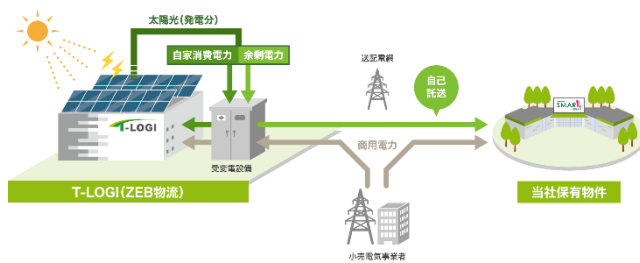 太陽光(発電分)
自家消費電力
余剰電力
送配電網
自己
託送
T-LOGI
SMARK
商用電力
受変電設備
T-LOGI(ZEB物流)
当社保有物件
小売電気事業者